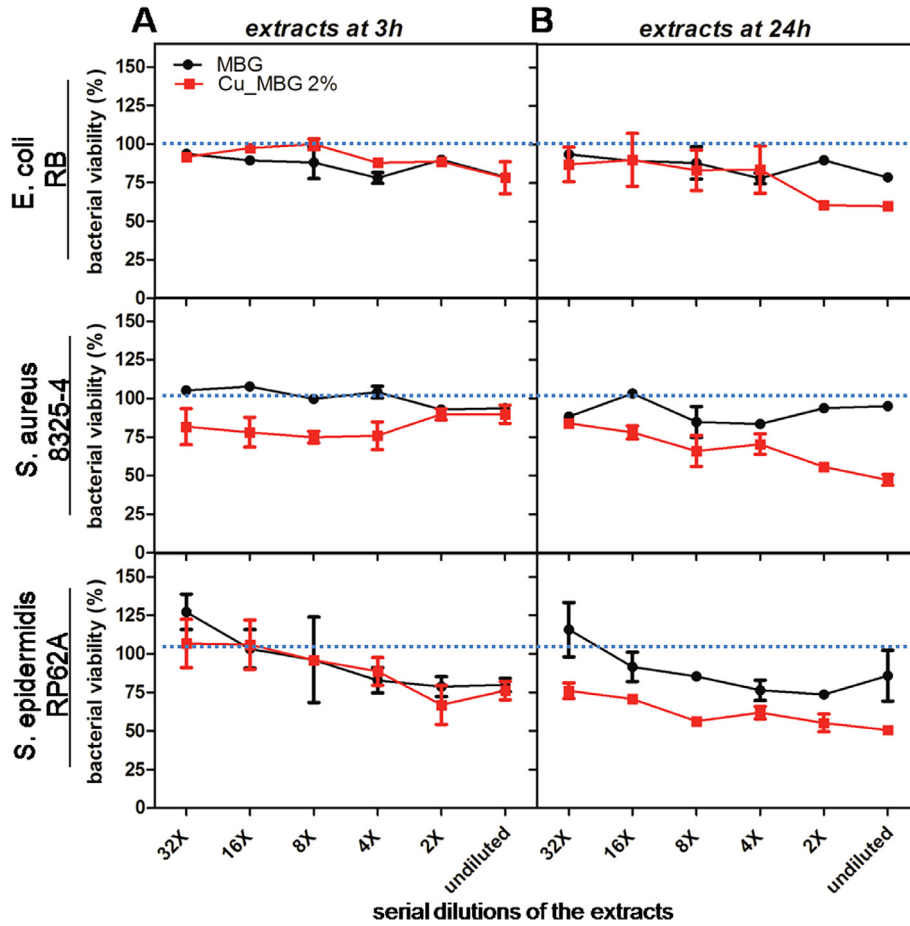 A B
extracts at 3h extracts at 24h
MBG
Cu_MBG 2%
E. coli
RB
bacterial viability (%)
150
125
100
75
50
25
0
S. aureus
8325-4
bacterial viability (%)
150
125
100
75
50
25
0
S. epidermidis
RP62A
bacterial viability (%)
150
125
100
75
50
25
0
32X 16X 8X 4X 2X undiluted 32X 16X 8X 4X 2X undiluted
serial dilutions of the extracts